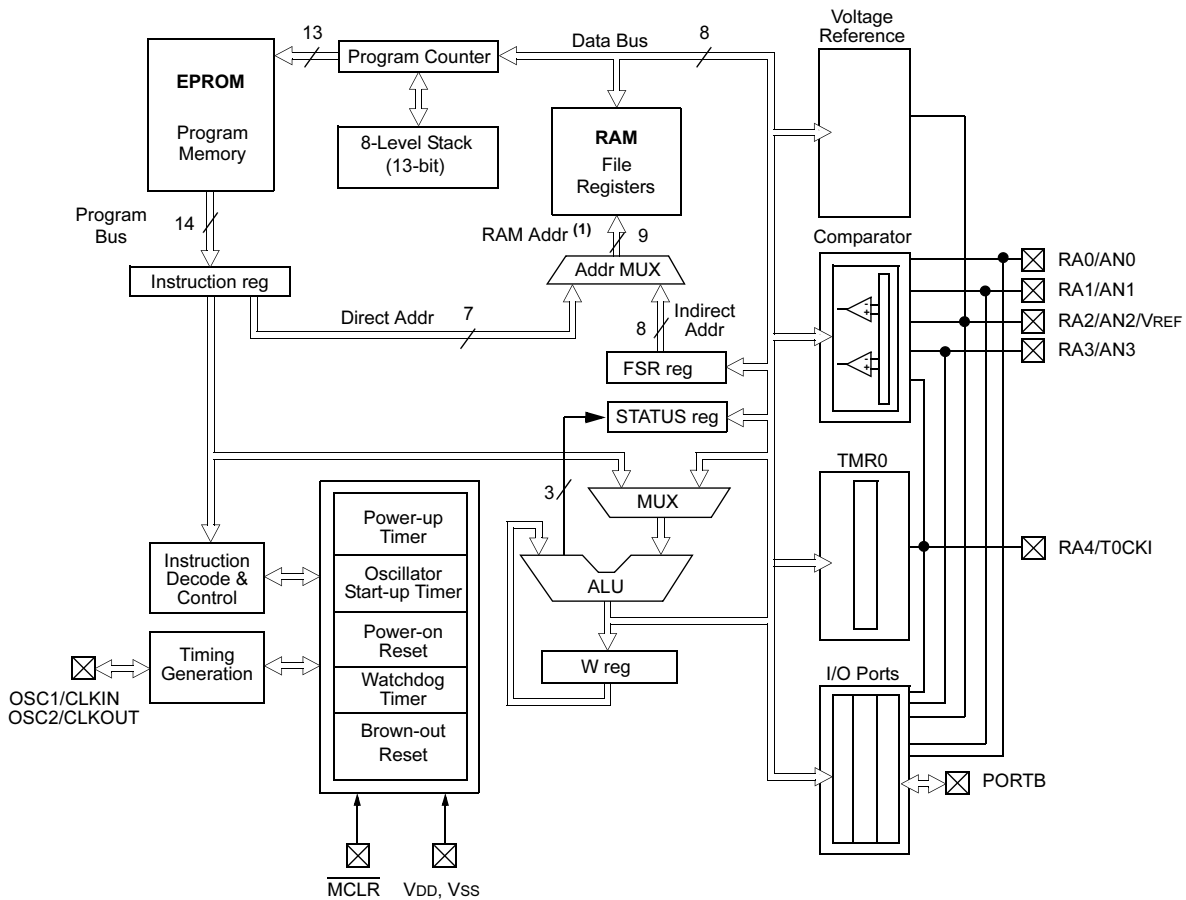 13
Program Counter
Data Bus
8
Voltage
Reference
EPROM
Program
Memory
8-Level Stack
(13-bit)
RAM
File
Registers
Program
Bus
14
RAM Addr (1)
9
Comparator
Instruction reg
Addr MUX
Direct Addr
7
8
Indirect
Addr
FSR reg
STATUS reg
- +
- +
RA0/AN0
RA1/AN1
RA2/AN2/VREF
RA3/AN3
3
MUX
TMR0
Power-up
Timer
Oscillator
Start-up Timer
Power-on
Reset
Watchdog
Timer
Brown-out
Reset
Instruction
Decode &
Control
ALU
RA4/T0CKI
Timing
Generation
W reg
OSC1/CLKIN
OSC2/CLKOUT
I/O Ports
PORTB
MCLR
VDD, VSS